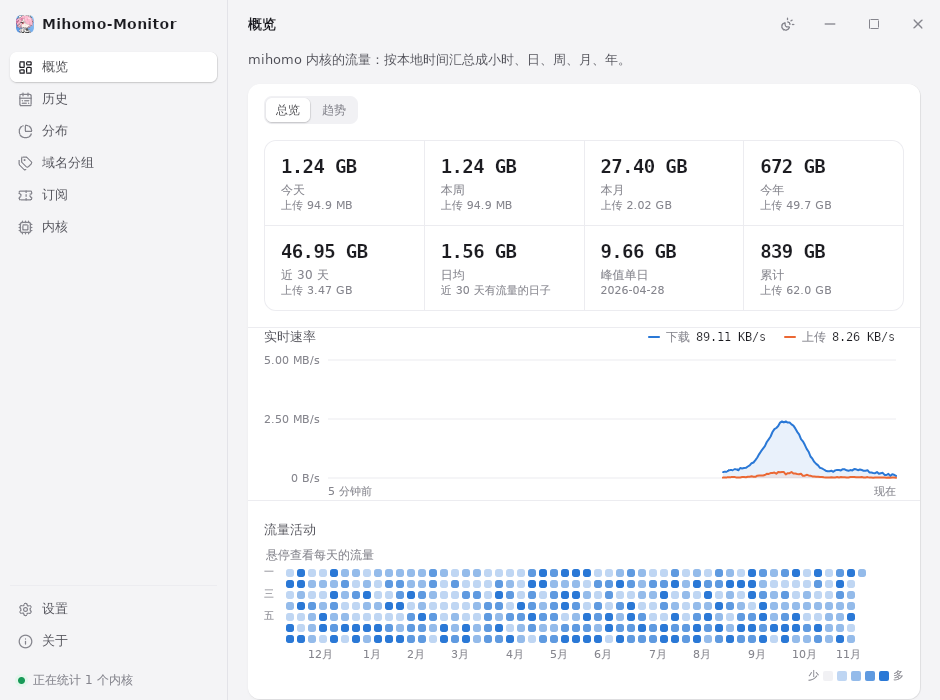 Mihomo-Monitor
概览
历史
分布
域名分组
订阅
内核
设置
关于
正在统计 1 个内核
概览
mihomo 内核的流量：按本地时间汇总成小时、日、周、月、年。
总览 趋势
1.24 GB 1.24 GB 27.40 GB 672 GB
今天 本周 本月 今年
上传 94.9 MB 上传 94.9 MB 上传 2.02 GB 上传 49.7 GB
46.95 GB 1.56 GB 9.66 GB 839 GB
近 30 天 日均 峰值单日 累计
上传 3.47 GB 近 30 天有流量的日子 2026-04-28 上传 62.0 GB
实时速率 下载 89.11 KB/s 上传 8.26 KB/s
5.00 MB/s
2.50 MB/s
0 B/s
5 分钟前 现在
流量活动
悬停查看每天的流量
一
三
五
12月 1月 2月 3月 4月 5月 6月 7月 8月 9月 10月 11月
少 多